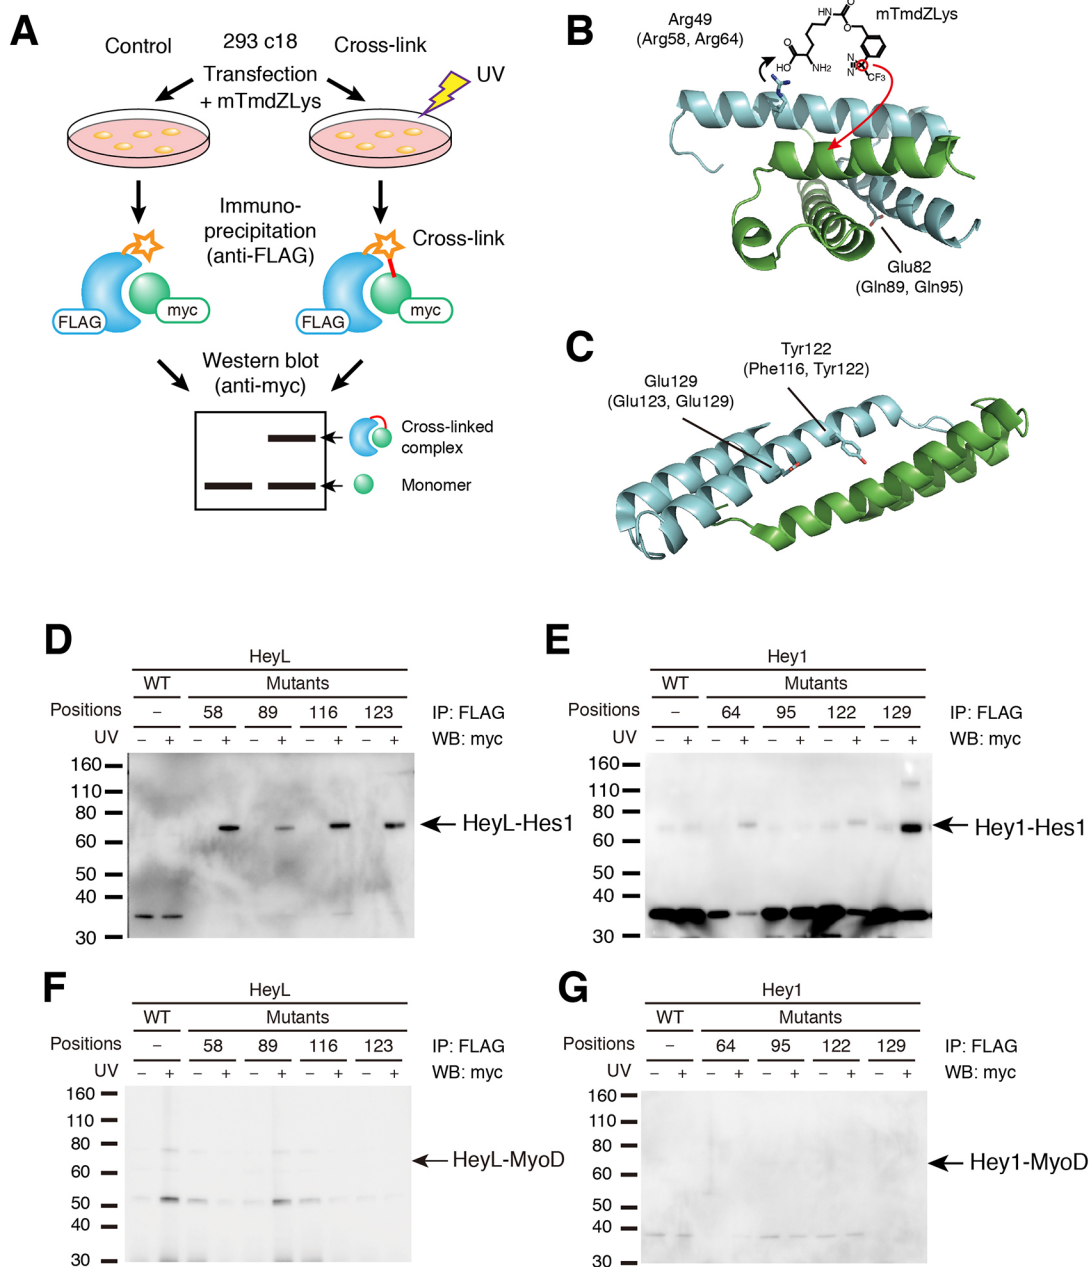 A
Control
293 c18
Cross-link
Transfection
+ mTmdZLys
UV
Immuno-
precipitation
(anti-FLAG)
Cross-link
FLAG
myc
FLAG
myc
Western blot
(anti-myc)
Cross-linked
complex
Monomer
B
Arg49
(Arg58, Arg64)
mTmdZLys
HN
O
O
HO
O
NH2
N
N
CF3
Glu82
(Gln89, Gln95)
C
Tyr122
(Phe116, Tyr122)
Glu129
(Glu123, Glu129)
D
HeyL
WT Mutants
Positions – 58 89 116 123 IP: FLAG
UV – + – + – + – + – + WB: myc
160
110
80
60
50
40
30
HeyL-Hes1
E
Hey1
WT Mutants
Positions – 64 95 122 129 IP: FLAG
UV – + – + – + – + – + WB: myc
160
110
80
60
50
40
30
Hey1-Hes1
F
HeyL
WT Mutants
Positions – 58 89 116 123 IP: FLAG
UV – + – + – + – + – + WB: myc
160
110
80
60
50
40
30
HeyL-MyoD
G
Hey1
WT Mutants
Positions – 64 95 122 129 IP: FLAG
UV – + – + – + – + – + WB: myc
160
110
80
60
50
40
30
Hey1-MyoD